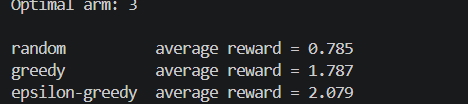 Optimal arm: 3
random average reward = 0.785
greedy average reward = 1.787
epsilon-greedy average reward = 2.079